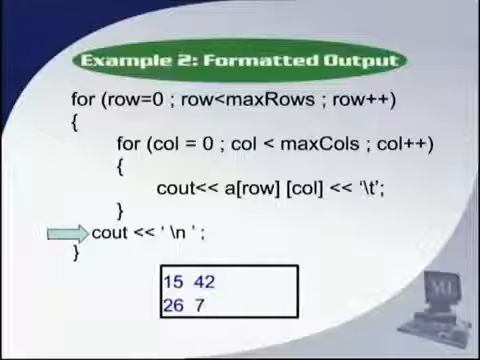 Example 2: Formatted Output
for (row=0 ; row<maxRows ; row++)
{
for (col = 0 ; col < maxCols ; col++)
{
cout<< a[row] [col] << ‘\t’;
}
cout << ‘ \n ’ ;
}
15 42
26 7